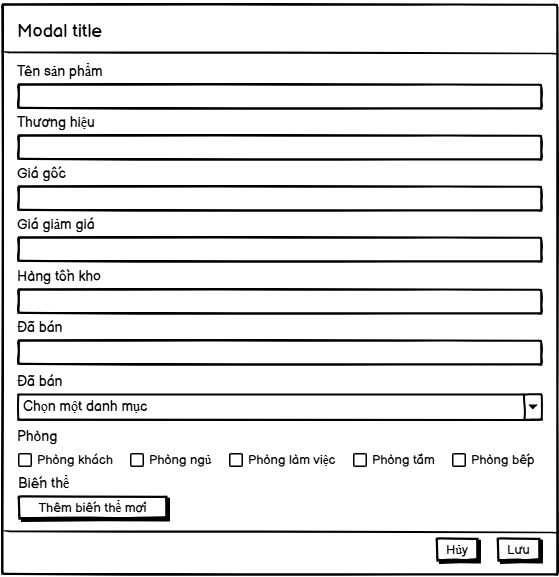 Modal title
Tên sản phẩm
Thương hiệu
Giá gốc
Giá giảm giá
Hàng tồn kho
Đã bán
Đã bán
Chọn một danh mục
Phòng
Phòng khách Phòng ngủ Phòng làm việc Phòng tắm Phòng bếp
Biến thể
Thêm biến thể mới
Hủy Lưu